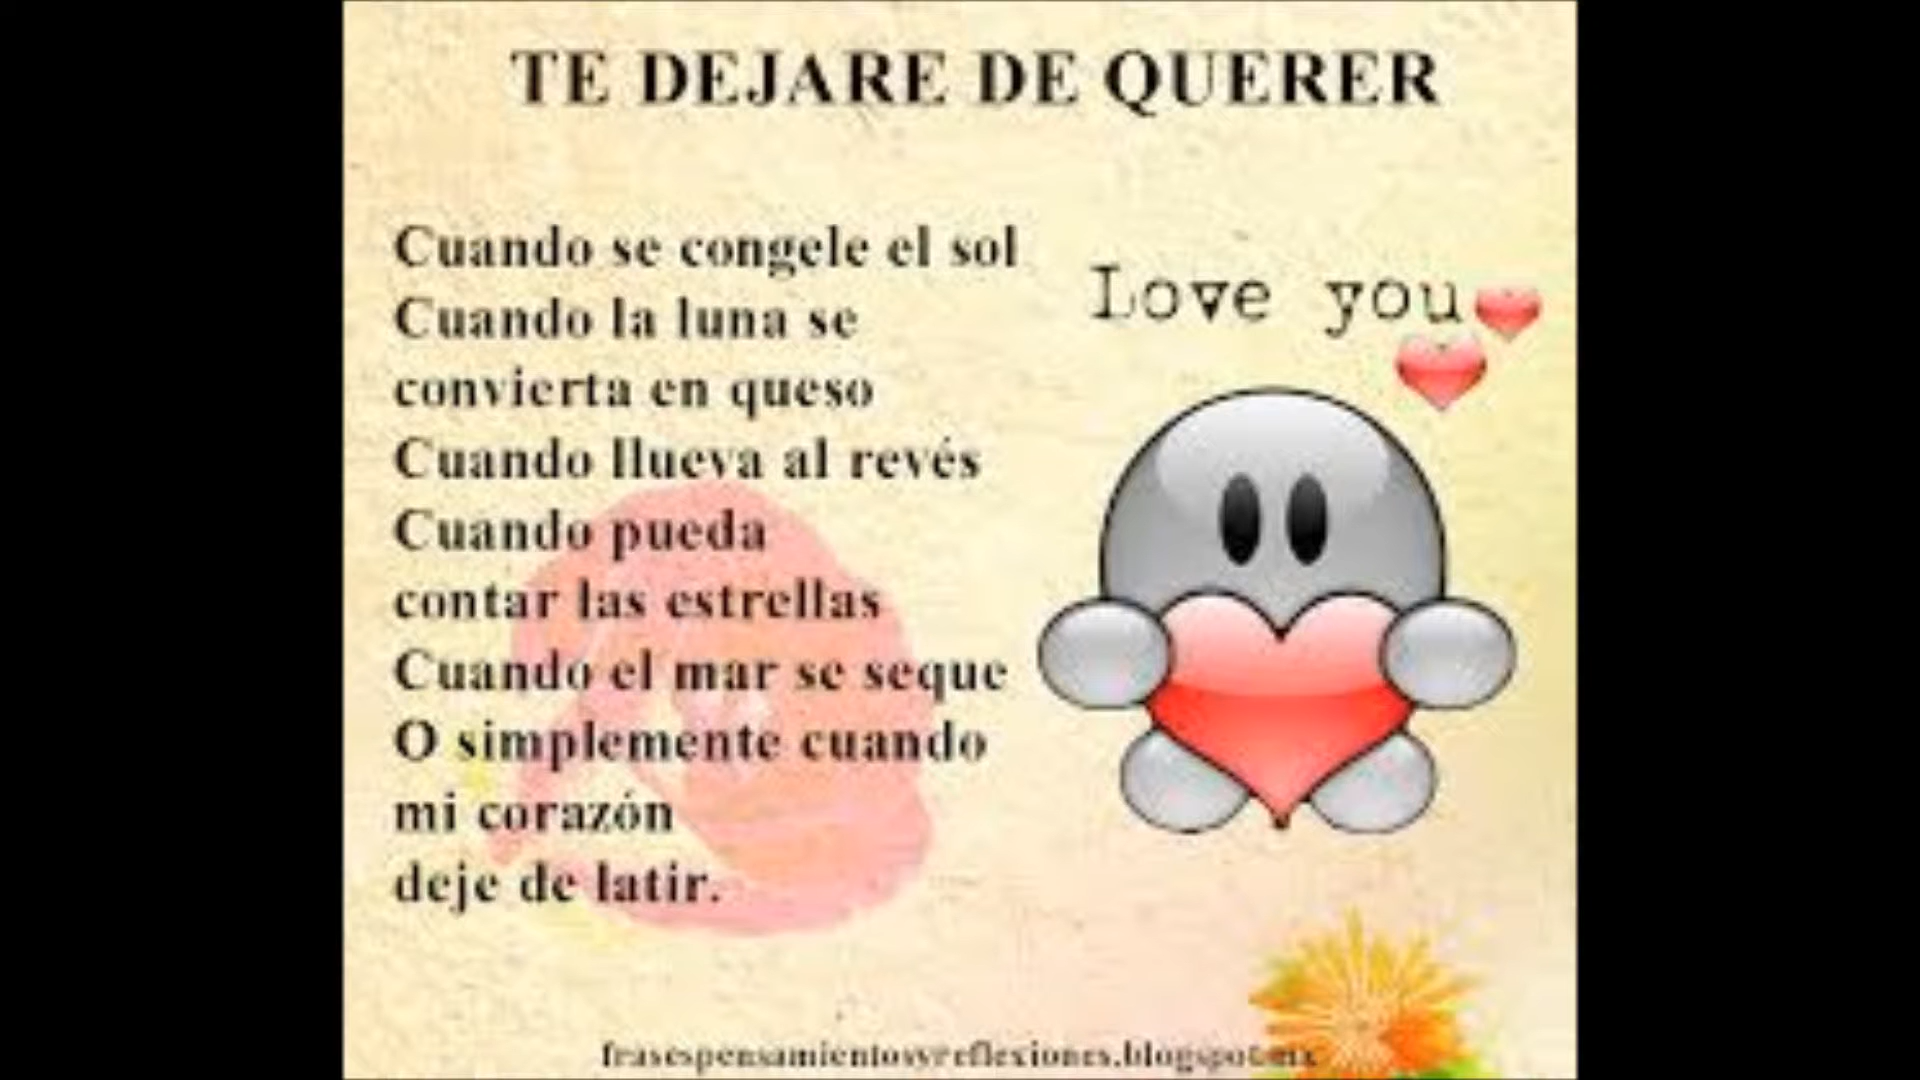 TE DEJARE DE QUERER
Cuando se congele el sol
Cuando la luna se
convierta en queso
Cuando llueva al revés
Cuando pueda
contar las estrellas
Cuando el mar se seque
O simplemente cuando
mi corazón
deje de latir.
Love you
frasespensamientosyreflexiones.blogspot.mx